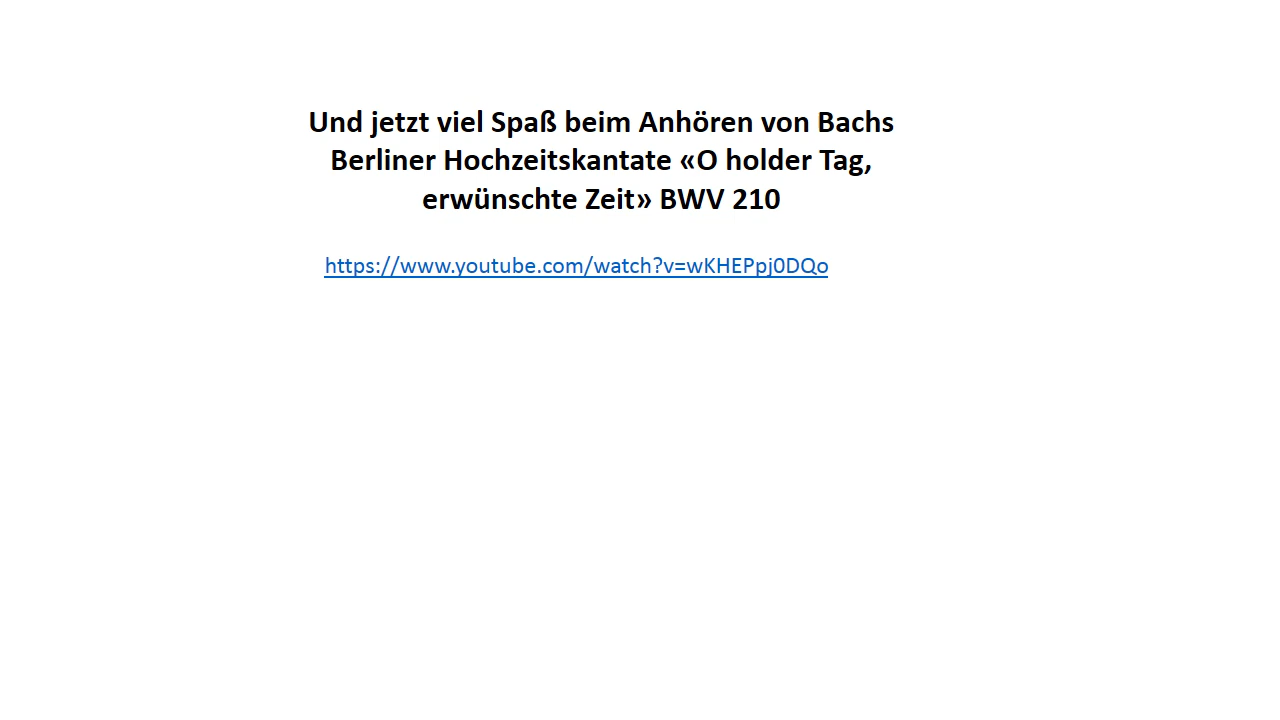 Und jetzt viel Spaß beim Anhören von Bachs
Berliner Hochzeitskantate «O holder Tag,
erwünschte Zeit» BWV 210
https://www.youtube.com/watch?v=wKHEPpj0DQo